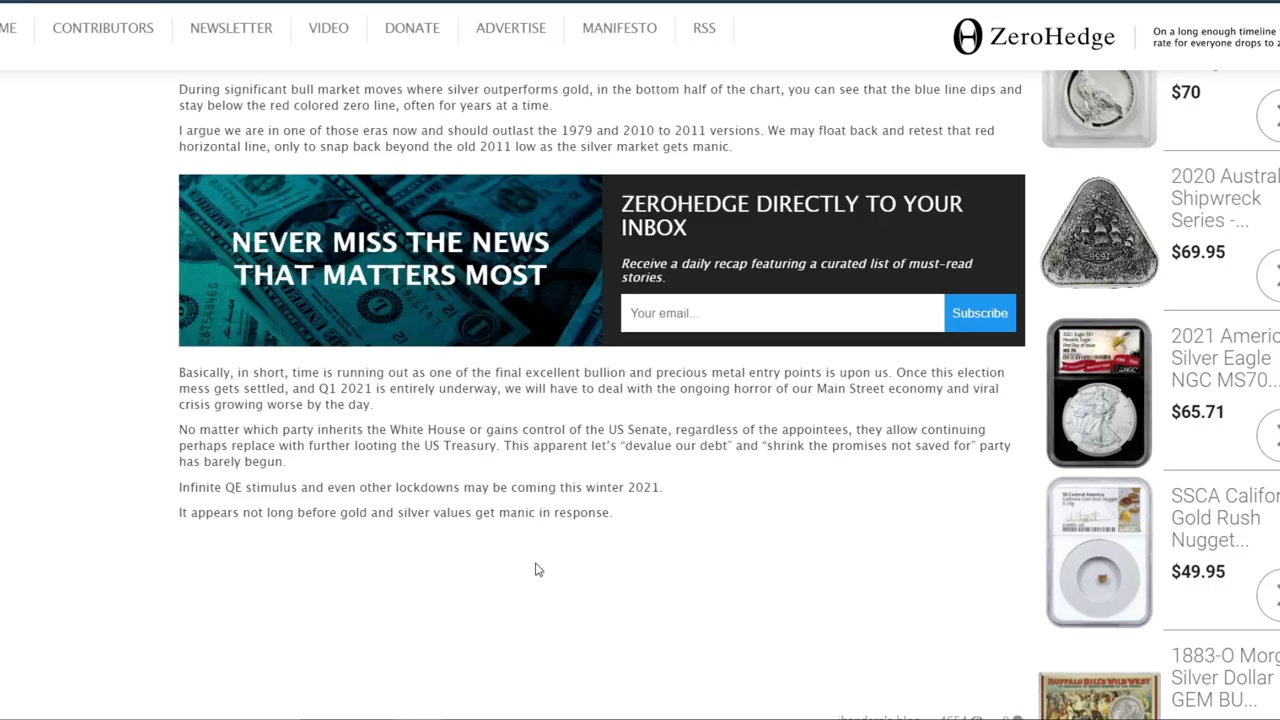 ME
CONTRIBUTORS
NEWSLETTER
VIDEO
DONATE
ADVERTISE
MANIFESTO
RSS
ZeroHedge
On a long enough timeline
rate for everyone drops to
During significant bull market moves where silver outperforms gold, in the bottom half of the chart, you can see that the blue line dips and
stay below the red colored zero line, often for years at a time.
I argue we are in one of those eras now and should outlast the 1979 and 2010 to 2011 versions. We may float back and retest that red
horizontal line, only to snap back beyond the old 2011 low as the silver market gets manic.
NEVER MISS THE NEWS
THAT MATTERS MOST
ZEROHEDGE DIRECTLY TO YOUR
INBOX
Receive a daily recap featuring a curated list of must-read
stories.
Your email...
Subscribe
Basically, in short, time is running out as one of the final excellent bullion and precious metal entry points is upon us. Once this election
mess gets settled, and Q1 2021 is entirely underway, we will have to deal with the ongoing horror of our Main Street economy and viral
crisis growing worse by the day.
No matter which party inherits the White House or gains control of the US Senate, regardless of the appointees, they allow continuing
perhaps replace with further looting the US Treasury. This apparent let’s “devalue our debt” and “shrink the promises not saved for” party
has barely begun.
Infinite QE stimulus and even other lockdowns may be coming this winter 2021.
It appears not long before gold and silver values get manic in response.
$70
2020 Austral
Shipwreck
Series -...
$69.95
2021 Americ
Silver Eagle
NGC MS70...
$65.71
SSCA Califor
Gold Rush
Nugget...
$49.95
1883-O Morg
Silver Dollar
GEM BU...
BUFFALO BILL'S WILD WEST